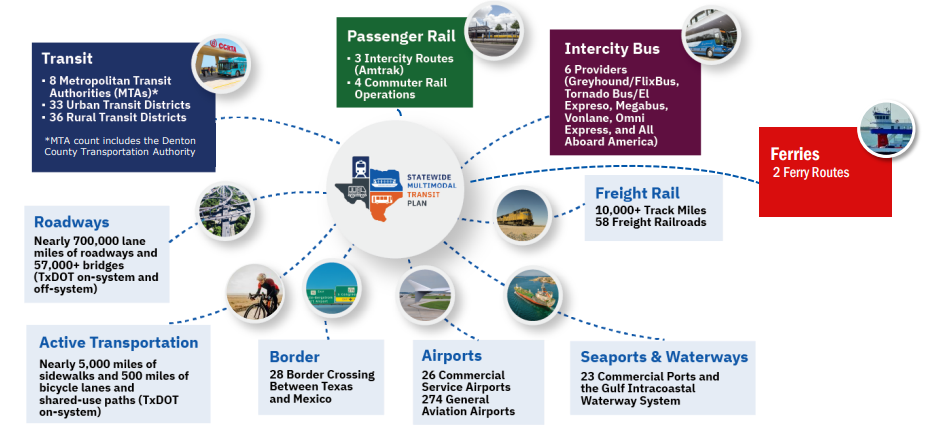 Transit
• 8 Metropolitan Transit
Authorities (MTAs)*
• 33 Urban Transit Districts
• 36 Rural Transit Districts
*MTA count includes the Denton
County Transportation Authority
CCRTA
Passenger Rail
• 3 Intercity Routes
(Amtrak)
• 4 Commuter Rail
Operations
Intercity Bus
6 Providers
(Greyhound/FlixBus,
Tornado Bus/El
Expreso, Megabus,
Vonlane, Omni
Express, and All
Aboard America)
Ferries
2 Ferry Routes
STATEWIDE
MULTIMODAL
TRANSIT
PLAN
Freight Rail
10,000+ Track Miles
58 Freight Railroads
Roadways
Nearly 700,000 lane
miles of roadways and
57,000+ bridges
(TxDOT on-system and
off-system)
Active Transportation
Nearly 5,000 miles of
sidewalks and 500 miles of
bicycle lanes and
shared-use paths (TxDOT
on-system)
Border
28 Border Crossing
Between Texas
and Mexico
Airports
26 Commercial
Service Airports
274 General
Aviation Airports
Seaports & Waterways
23 Commercial Ports and
the Gulf Intracoastal
Waterway System